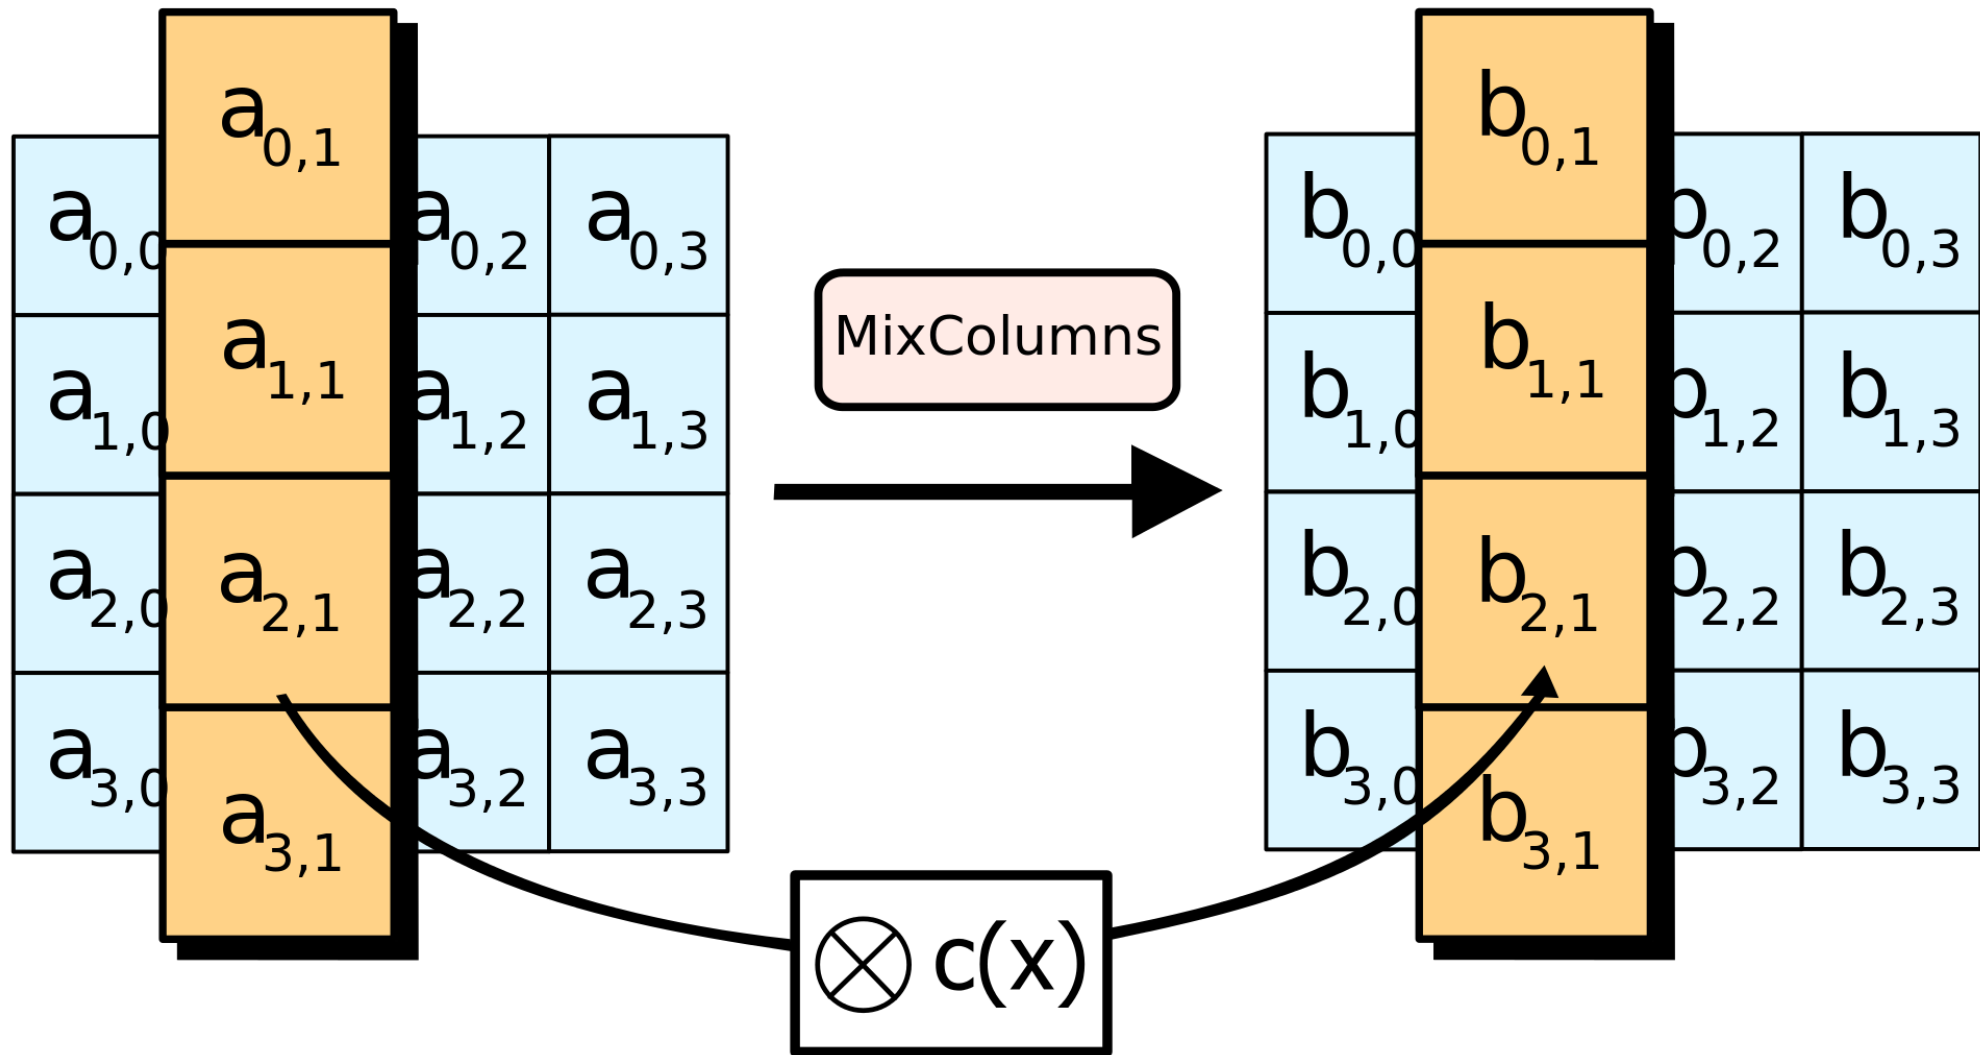 a0,0 a0,1 a0,2 a0,3
a1,0 a1,1 a1,2 a1,3
a2,0 a2,1 a2,2 a2,3
a3,0 a3,1 a3,2 a3,3
MixColumns
b0,0 b0,1 b0,2 b0,3
b1,0 b1,1 b1,2 b1,3
b2,0 b2,1 b2,2 b2,3
b3,0 b3,1 b3,2 b3,3
⊗ c(x)